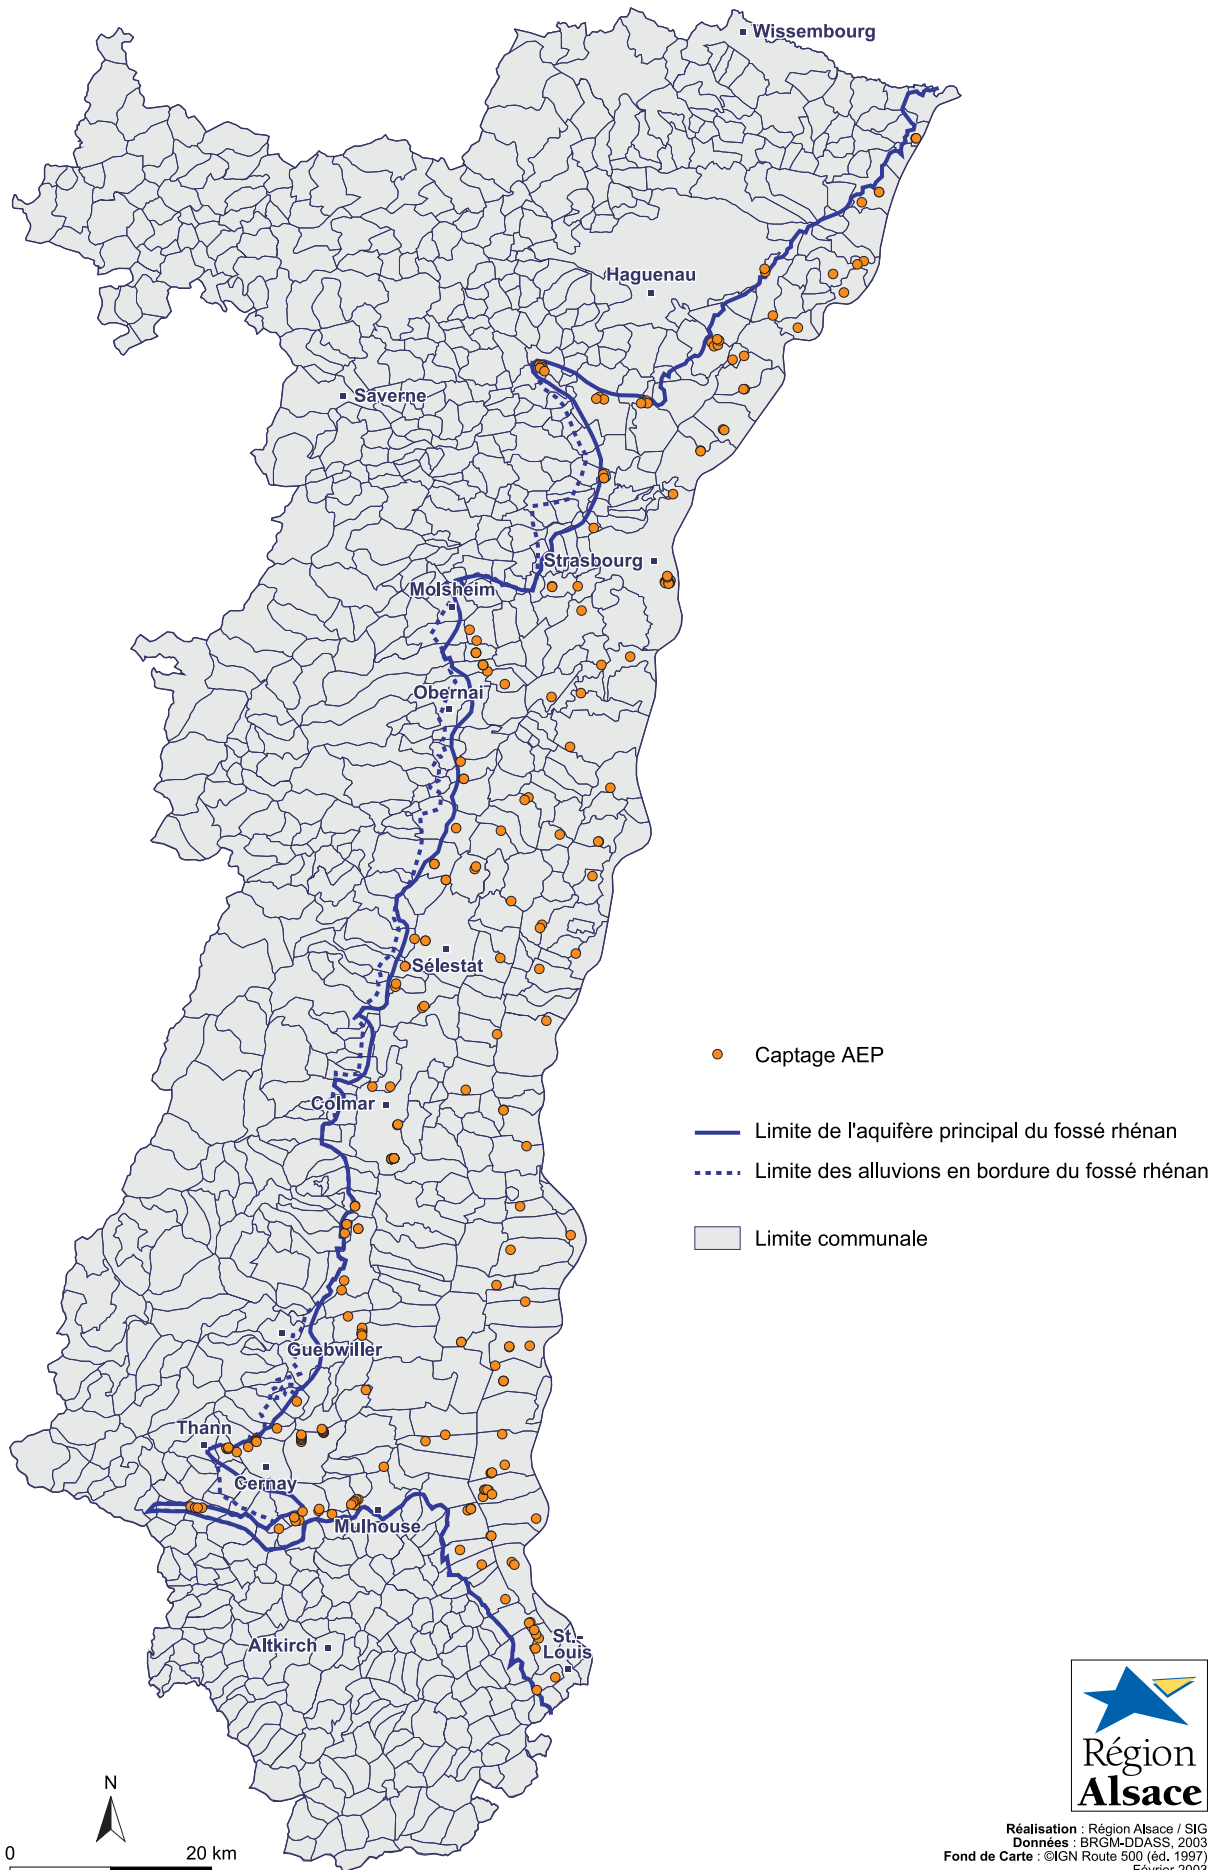 Wissembourg
Haguenau
Saverne
Strasbourg
Molsheim
Obernai
Sélestat
Captage AEP
Colmar
Limite de l'aquifère principal du fossé rhénan
Limite des alluvions en bordure du fossé rhénan
Limite communale
Guebwiller
Thann
Cernay
Mulhouse
Altkirch
St.-
Louis
Région
Alsace
N
0 20 km
Réalisation : Région Alsace / SIG
Données : BRGM-DDASS, 2003
Fond de Carte : ©IGN Route 500 (éd. 1997)
Février 2003